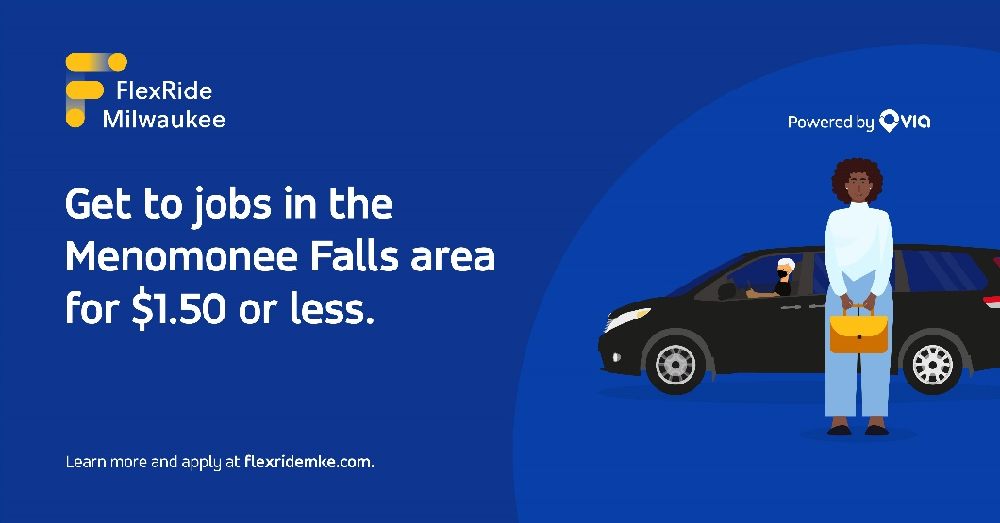 FlexRide
Milwaukee
Powered by via
Get to jobs in the
Menomonee Falls area
for $1.50 or less.
Learn more and apply at flexridemke.com.